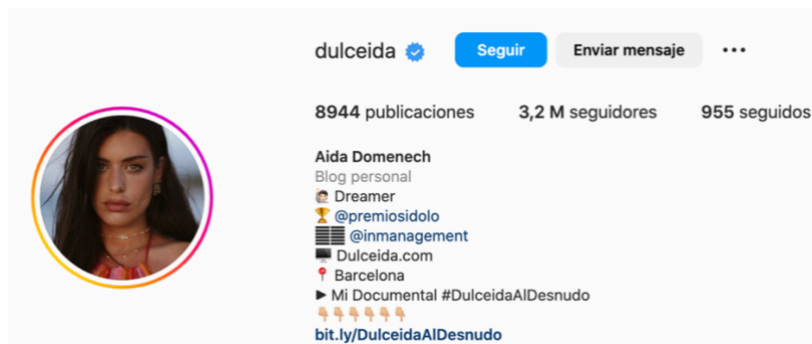 dulceida Seguir Enviar mensaje
8944 publicaciones 3,2 M seguidores 955 seguidos
Aida Domenech
Blog personal
Dreamer
@premiosidolo
@inmanagement
Dulceida.com
Barcelona
Mi Documental #DulceidaAlDesnudo
bit.ly/DulceidaAlDesnudo